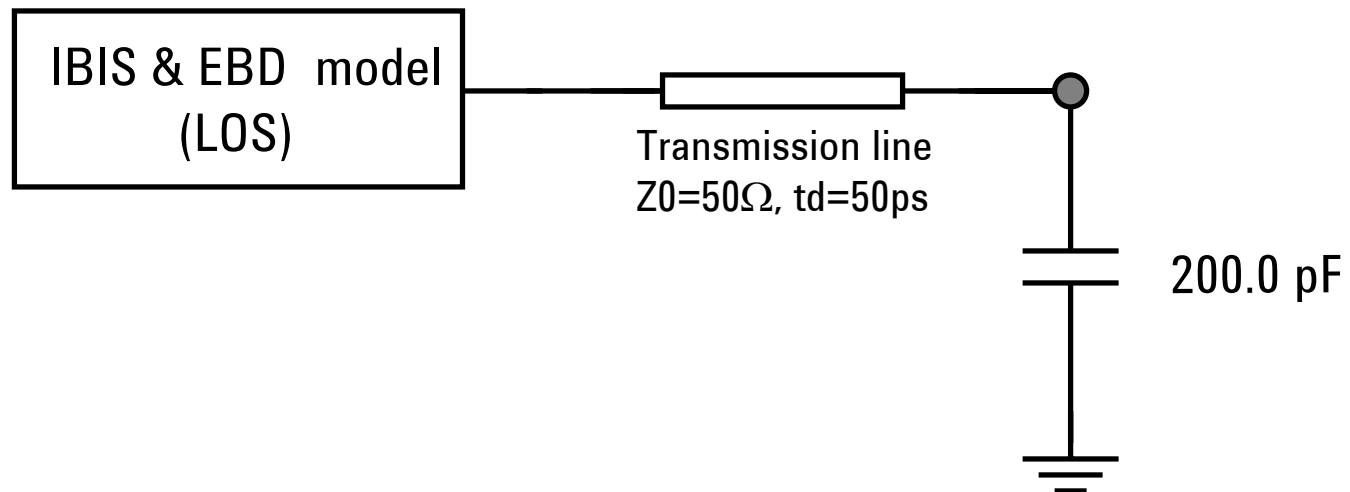 IBIS & EBD model
(LOS)
Transmission line
Z0=50Ω, td=50ps
200.0 pF